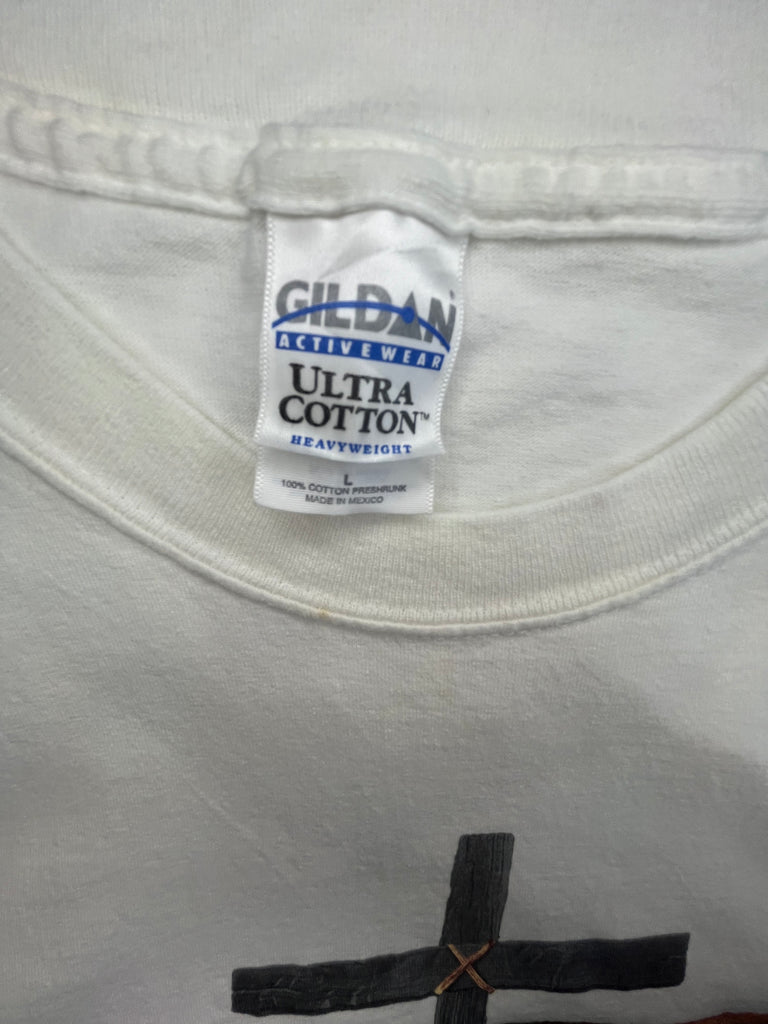 GILDAN
ACTIVEWEAR
ULTRA
COTTON™
HEAVYWEIGHT
L
100% COTTON PRESHRUNK
MADE IN MEXICO